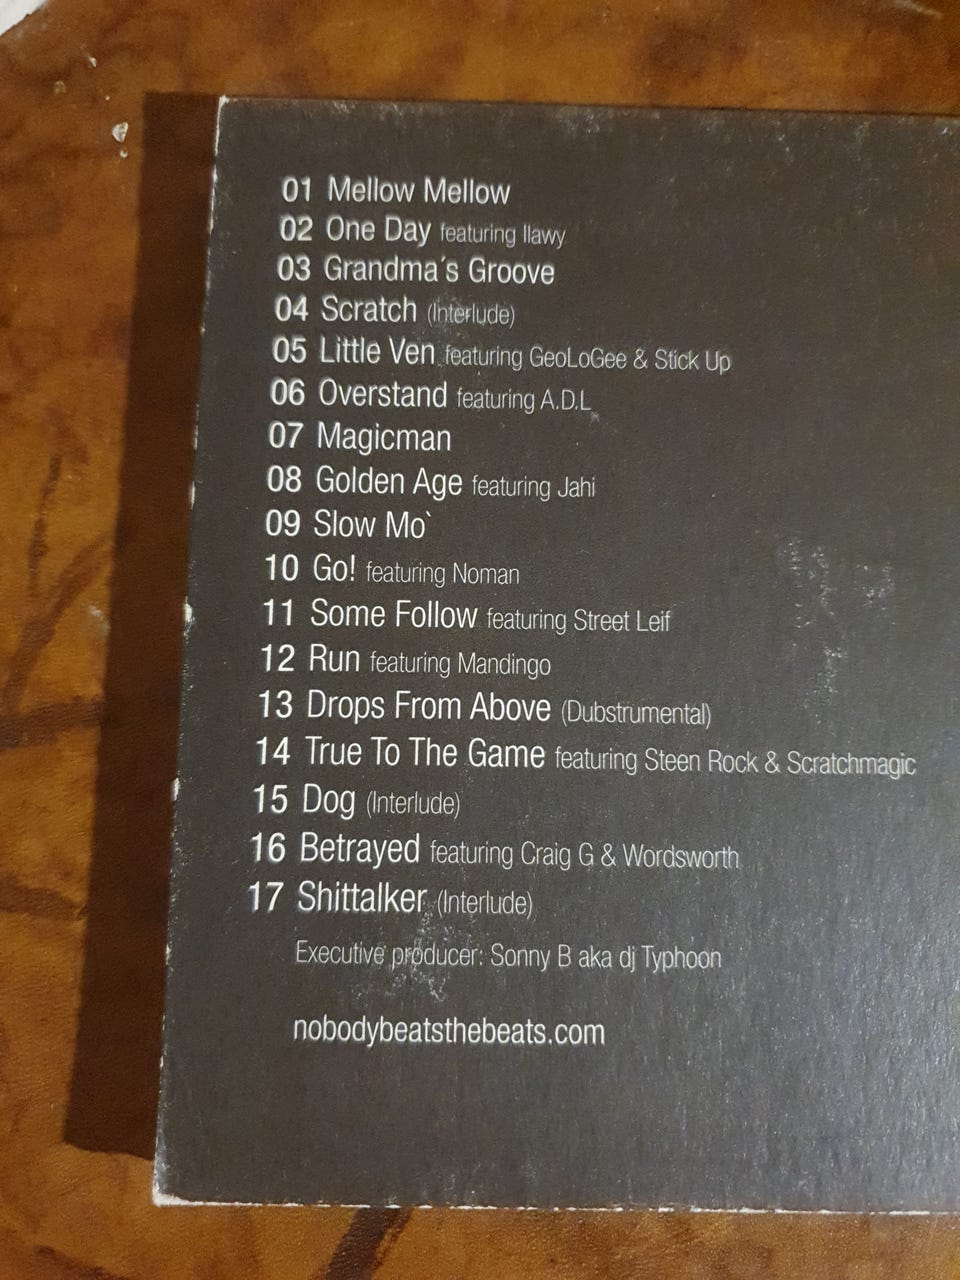 01 Mellow Mellow
02 One Day featuring Ilawy
03 Grandma´s Groove
04 Scratch (Interlude)
05 Little Ven featuring GeoLoGee & Stick Up
06 Overstand featuring A.D.L
07 Magicman
08 Golden Age featuring Jahi
09 Slow Mo`
10 Go! featuring Noman
11 Some Follow featuring Street Leif
12 Run featuring Mandingo
13 Drops From Above (Dubstrumental)
14 True To The Game featuring Steen Rock & Scratchmagic
15 Dog (Interlude)
16 Betrayed featuring Craig G & Wordsworth
17 Shittalker (Interlude)
Executive producer: Sonny B aka dj Typhoon
nobodybeatsthebeats.com